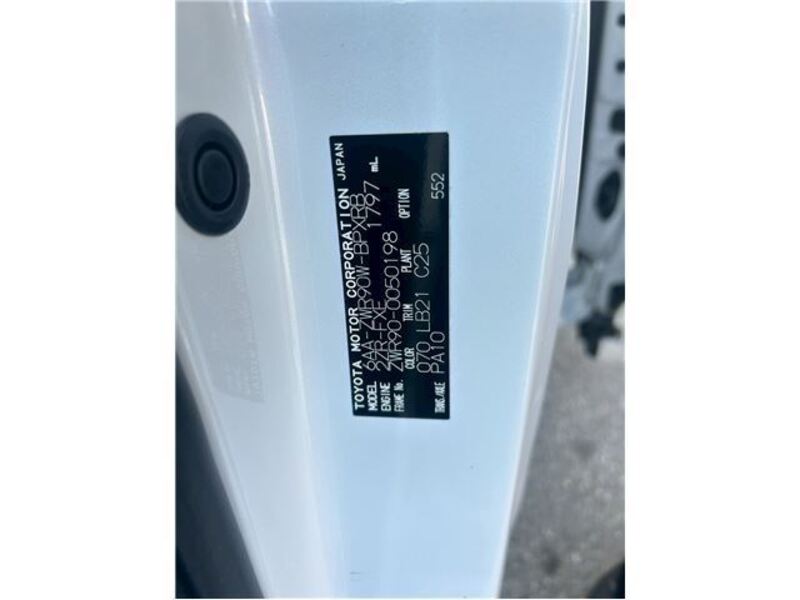 TOYOTA MOTOR CORPORATION JAPAN
MODEL 6AA-ZWR90W-BPXRB
ENGINE 2ZR-FXE 1797 mL
FRAME No. ZWR90-0050198
COLOR TRIM PLANT OPTION
070 LB21 C25 552
TRANS/AXLE PA10